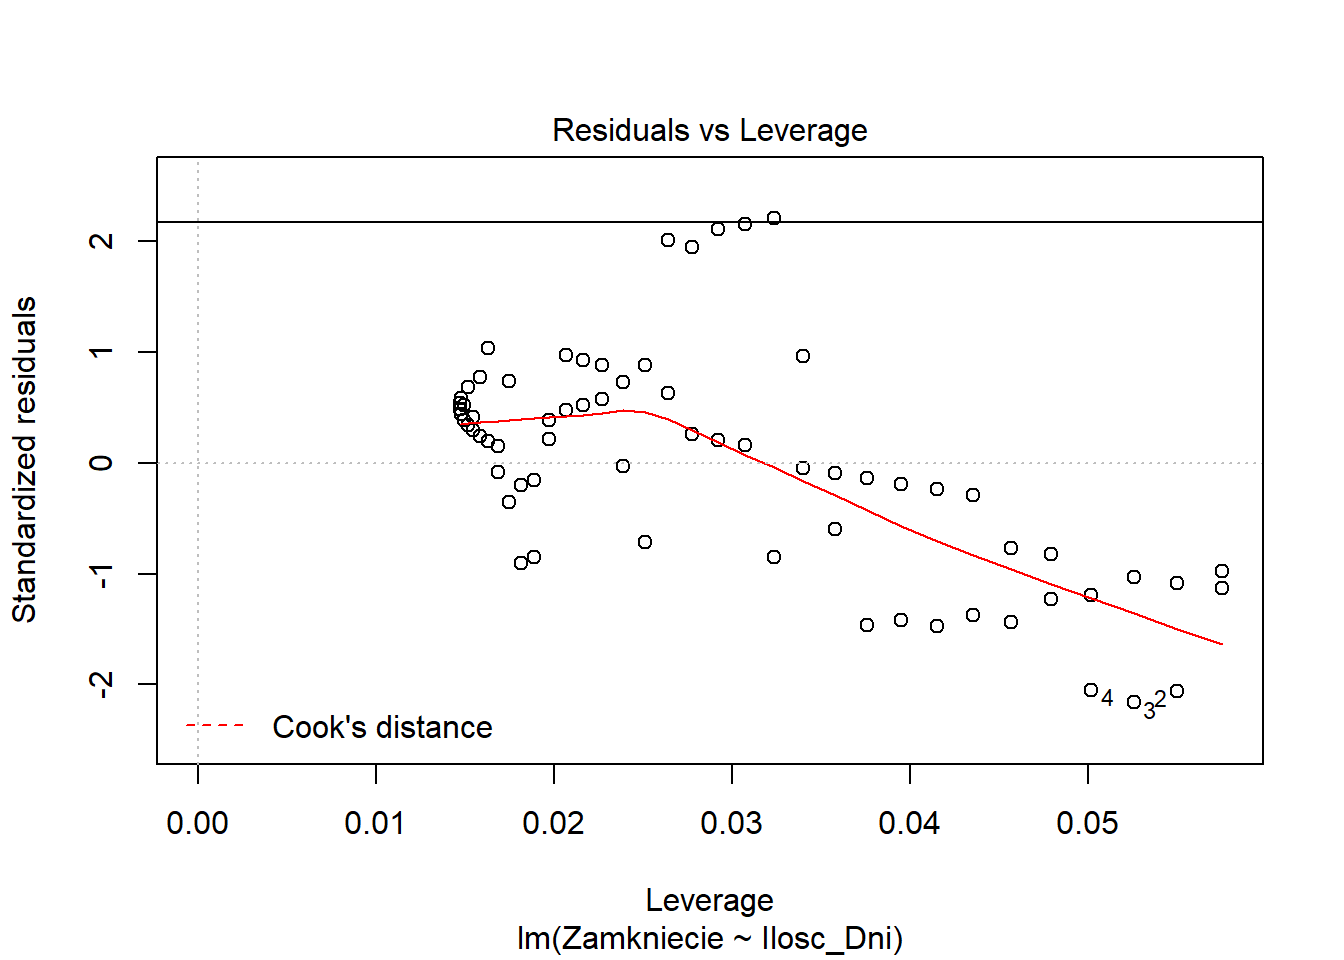 Residuals vs Leverage
Standardized residuals
2
1
0
-1
-2
4
3
2
Cook's distance
0.00 0.01 0.02 0.03 0.04 0.05
Leverage
lm(Zamkniecie ~ Ilosc_Dni)